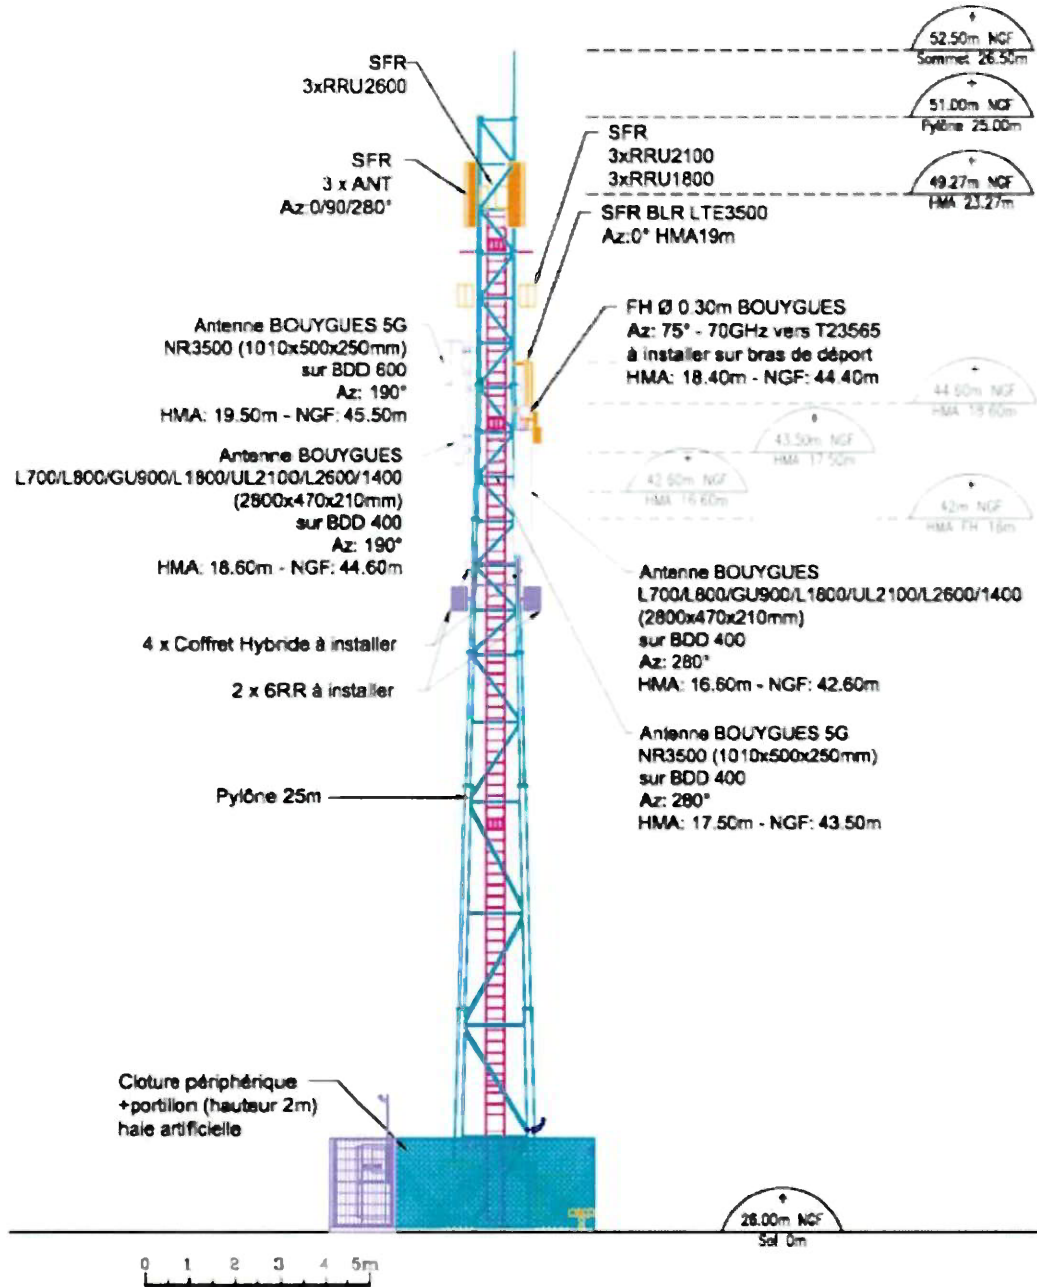 52.50m NGF
Sommet 26.50m
SFR
3xRRU2600
51.00m NGF
Pylône 25.00m
SFR
3xRRU2100
3xRRU1800
SFR
3 x ANT
Az:0/90/280°
49.27m NGF
HMA 23.27m
SFR BLR LTE3500
Az:0° HMA19m
FH Ø 0.30m BOUYGUES
Az: 75° - 70GHz vers T23565
à installer sur bras de déport
HMA: 18.40m - NGF: 44.40m
Antenne BOUYGUES 5G
NR3500 (1010x500x250mm)
sur BDD 600
Az: 190°
HMA: 19.50m - NGF: 45.50m
44.60m NGF
HMA 18.60m
43.50m NGF
HMA 17.50m
42.60m NGF
HMA 16.60m
42m NGF
HMA FH 16m
Antenne BOUYGUES
L700/L800/GU900/L1800/UL2100/L2600/1400
(2800x470x210mm)
sur BDD 400
Az: 190°
HMA: 18.60m - NGF: 44.60m
Antenne BOUYGUES
L700/L800/GU900/L1800/UL2100/L2600/1400
(2800x470x210mm)
sur BDD 400
Az: 280°
HMA: 16.60m - NGF: 42.60m
4 x Coffret Hybride à installer
2 x 6RR à installer
Antenne BOUYGUES 5G
NR3500 (1010x500x250mm)
sur BDD 400
Az: 280°
HMA: 17.50m - NGF: 43.50m
Pylône 25m
Cloture périphérique
+portillon (hauteur 2m)
haie artificielle
26.00m NGF
Sol 0m
0 1 2 3 4 5m